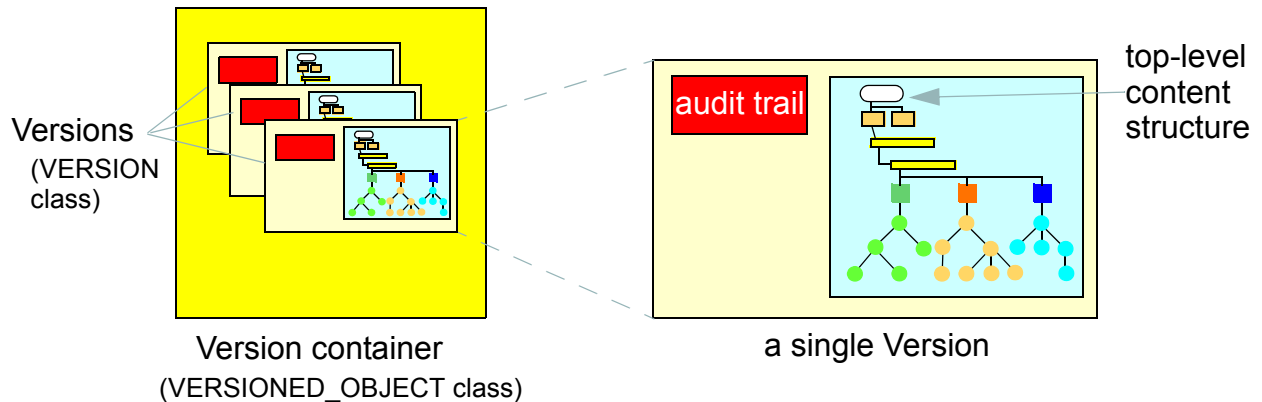 Versions
(VERSION
class)
Version container
(VERSIONED_OBJECT class)
audit trail
a single Version
top-level
content
structure